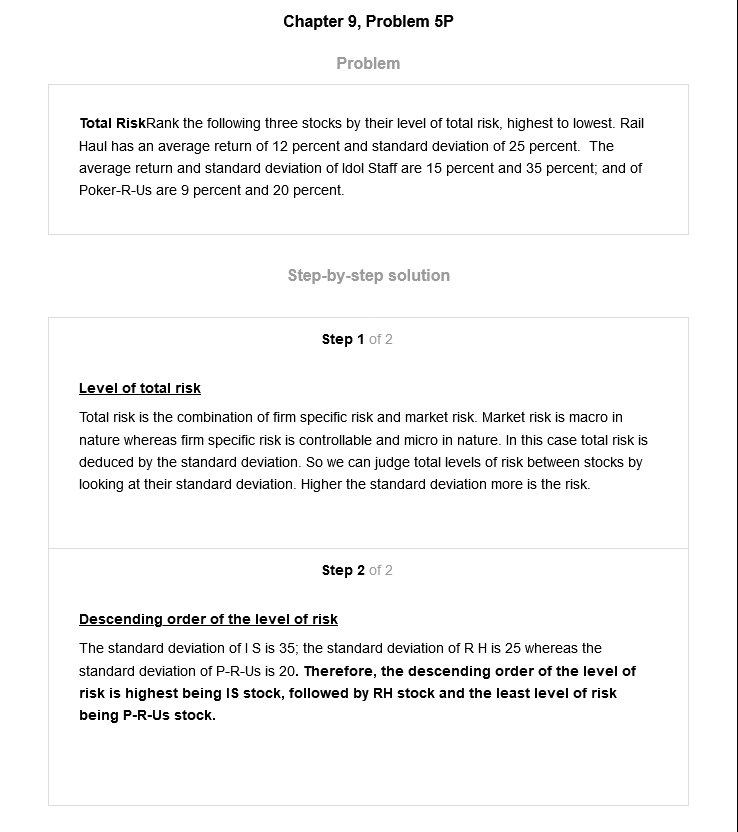 Chapter 9, Problem 5P
Problem
Total RiskRank the following three stocks by their level of total risk, highest to lowest. Rail
Haul has an average return of 12 percent and standard deviation of 25 percent.  The
average return and standard deviation of Idol Staff are 15 percent and 35 percent; and of
Poker-R-Us are 9 percent and 20 percent.
Step-by-step solution
Step 1 of 2
Level of total risk
Total risk is the combination of firm specific risk and market risk. Market risk is macro in
nature whereas firm specific risk is controllable and micro in nature. In this case total risk is
deduced by the standard deviation. So we can judge total levels of risk between stocks by
looking at their standard deviation. Higher the standard deviation more is the risk.
Step 2 of 2
Descending order of the level of risk
The standard deviation of I S is 35; the standard deviation of R H is 25 whereas the
standard deviation of P-R-Us is 20. Therefore, the descending order of the level of
risk is highest being IS stock, followed by RH stock and the least level of risk
being P-R-Us stock.